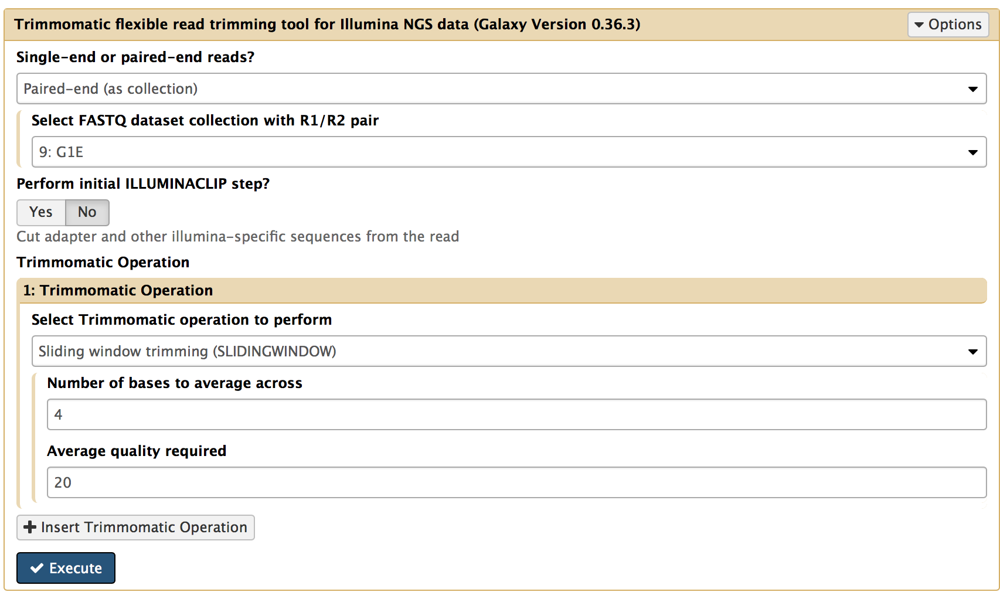 Trimmomatic flexible read trimming tool for Illumina NGS data (Galaxy Version 0.36.3)
Options
Single-end or paired-end reads?
Paired-end (as collection)
Select FASTQ dataset collection with R1/R2 pair
9: G1E
Perform initial ILLUMINACLIP step?
Yes No
Cut adapter and other illumina-specific sequences from the read
Trimmomatic Operation
1: Trimmomatic Operation
Select Trimmomatic operation to perform
Sliding window trimming (SLIDINGWINDOW)
Number of bases to average across
4
Average quality required
20
Insert Trimmomatic Operation
Execute